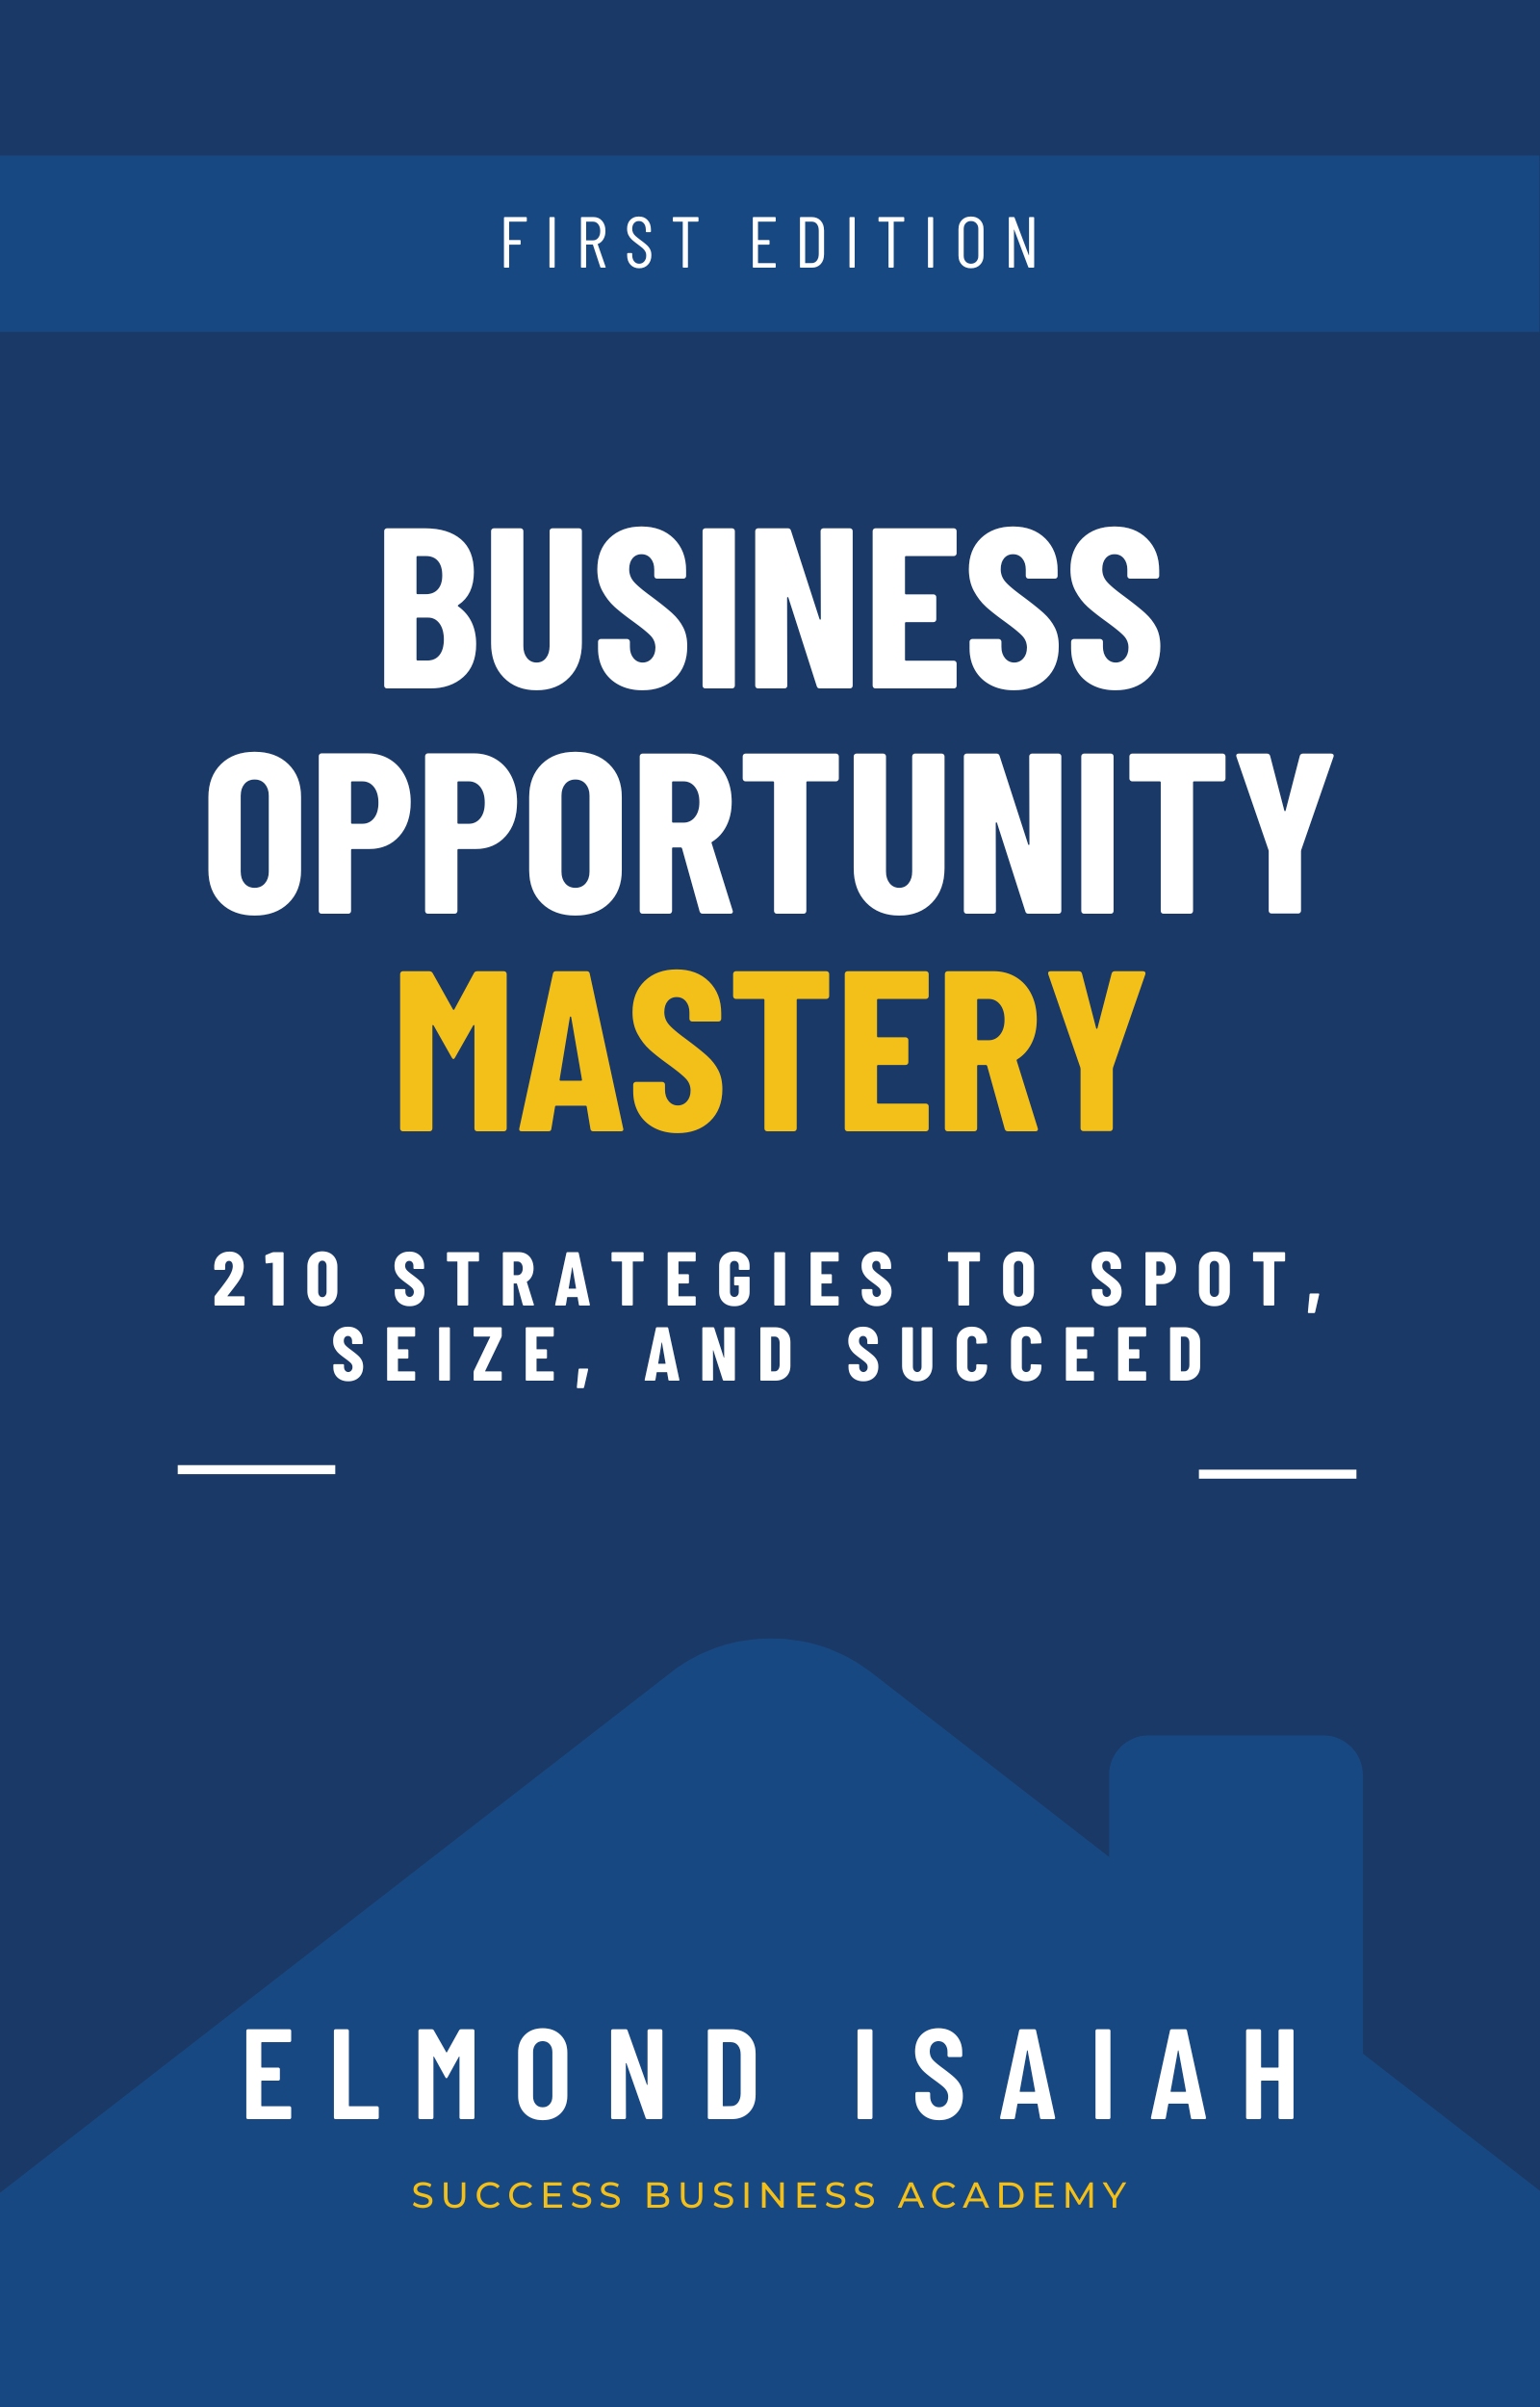 FIRST EDITION
BUSINESS
OPPORTUNITY
MASTERY
210 STRATEGIES TO SPOT,
SEIZE, AND SUCCEED
ELMOND ISAIAH
SUCCESS BUSINESS ACADEMY